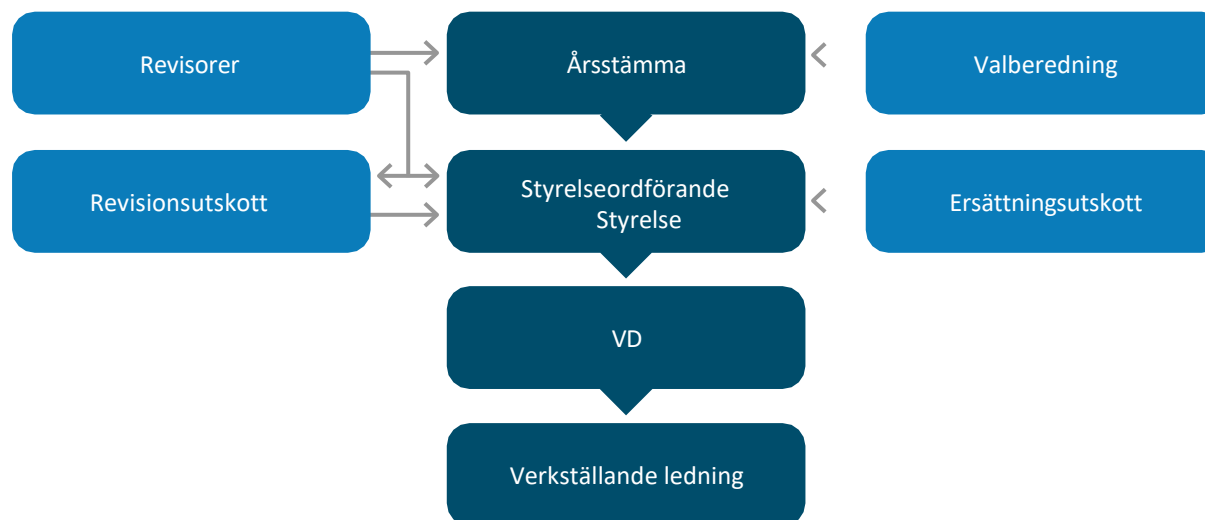 Revisorer
Årsstämma
Valberedning
Revisionsutskott
Styrelseordförande
Styrelse
Ersättningsutskott
VD
Verkställande ledning